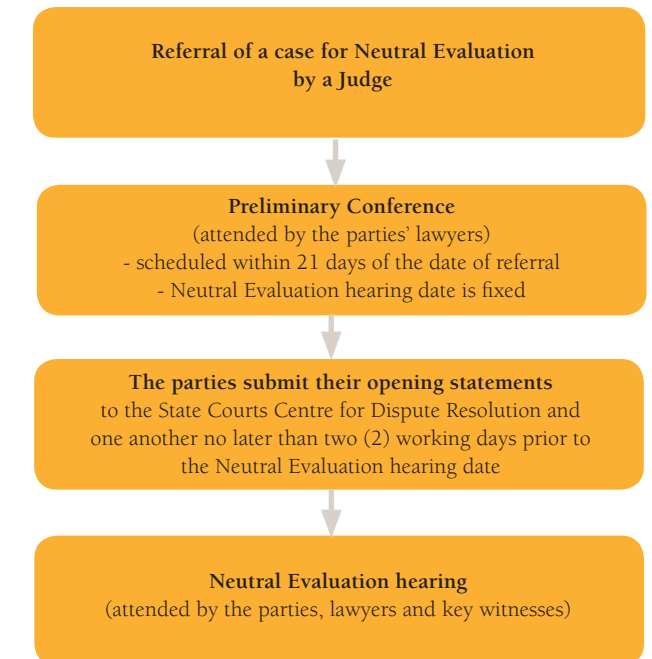 Referral of a case for Neutral Evaluation
by a Judge
Preliminary Conference
(attended by the parties’ lawyers)
- scheduled within 21 days of the date of referral
- Neutral Evaluation hearing date is fixed
The parties submit their opening statements
to the State Courts Centre for Dispute Resolution and
one another no later than two (2) working days prior to
the Neutral Evaluation hearing date
Neutral Evaluation hearing
(attended by the parties, lawyers and key witnesses)